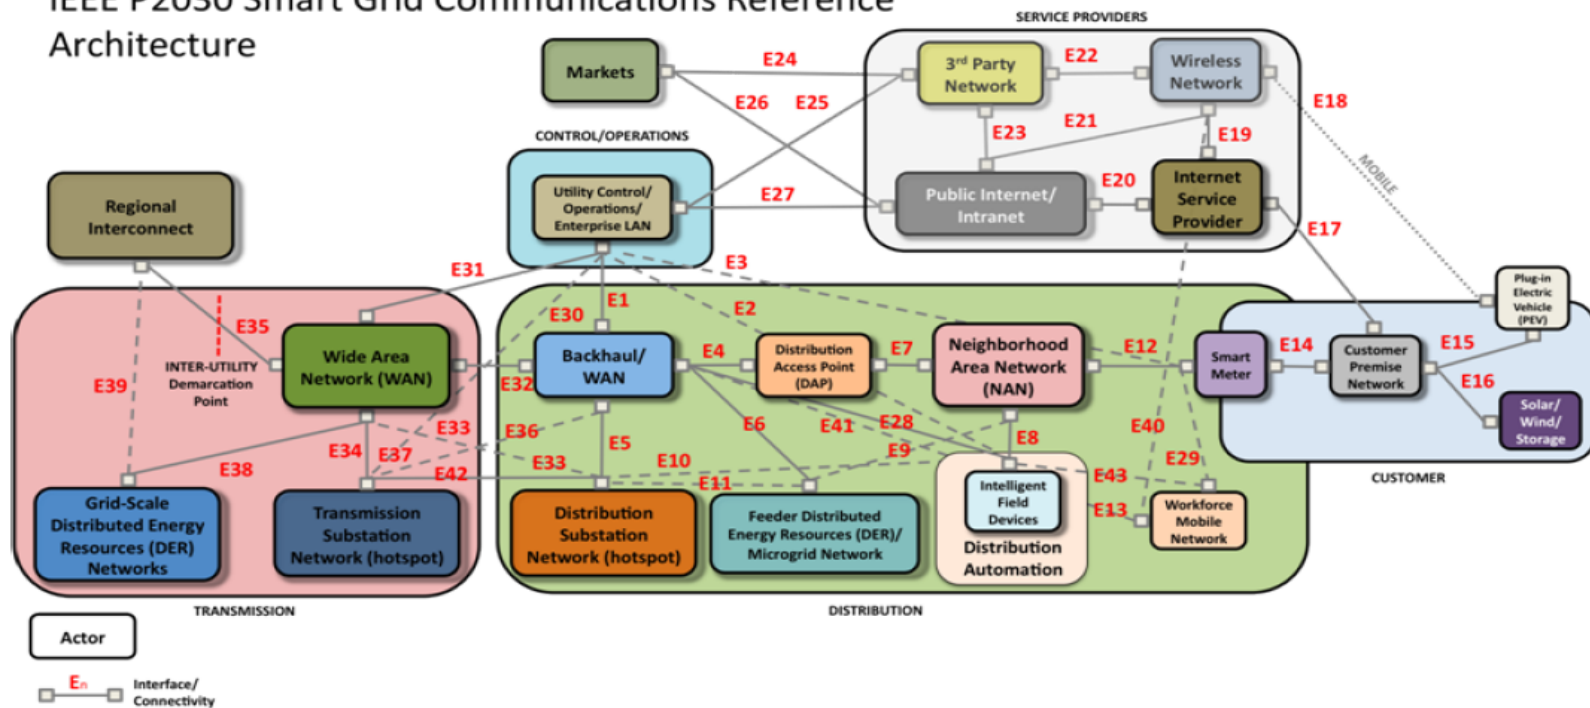 IEEE P2030 Smart Grid Communications Reference
Architecture
SERVICE PROVIDERS
Markets
E24
3rd Party
Network
E22
Wireless
Network
E26
E25
E18
E23
E21
E19
MOBILE
CONTROL/OPERATIONS
Utility Control/
Operations/
Enterprise LAN
E27
Public Internet/
Intranet
E20
Internet
Service
Provider
E17
Regional
Interconnect
E31
E3
E1
E30
E2
Plug-in
Electric
Vehicle
(PEV)
E35
INTER-UTILITY
Demarcation
Point
Wide Area
Network (WAN)
E32
Backhaul/
WAN
E4
Distribution
Access Point
(DAP)
E7
Neighborhood
Area Network
(NAN)
E12
Smart
Meter
E14
Customer
Premise
Network
E15
E16
Solar/
Wind/
Storage
E39
E33
E36
E6
E41
E28
E40
E38
E34
E37
E42
E33
E5
E10
E11
E9
E8
E29
E43
E13
CUSTOMER
Grid-Scale
Distributed Energy
Resources (DER)
Networks
Transmission
Substation
Network (hotspot)
Distribution
Substation
Network (hotspot)
Feeder Distributed
Energy Resources (DER)/
Microgrid Network
Intelligent
Field
Devices
Distribution
Automation
Workforce
Mobile
Network
TRANSMISSION
DISTRIBUTION
Actor
En
Interface/
Connectivity